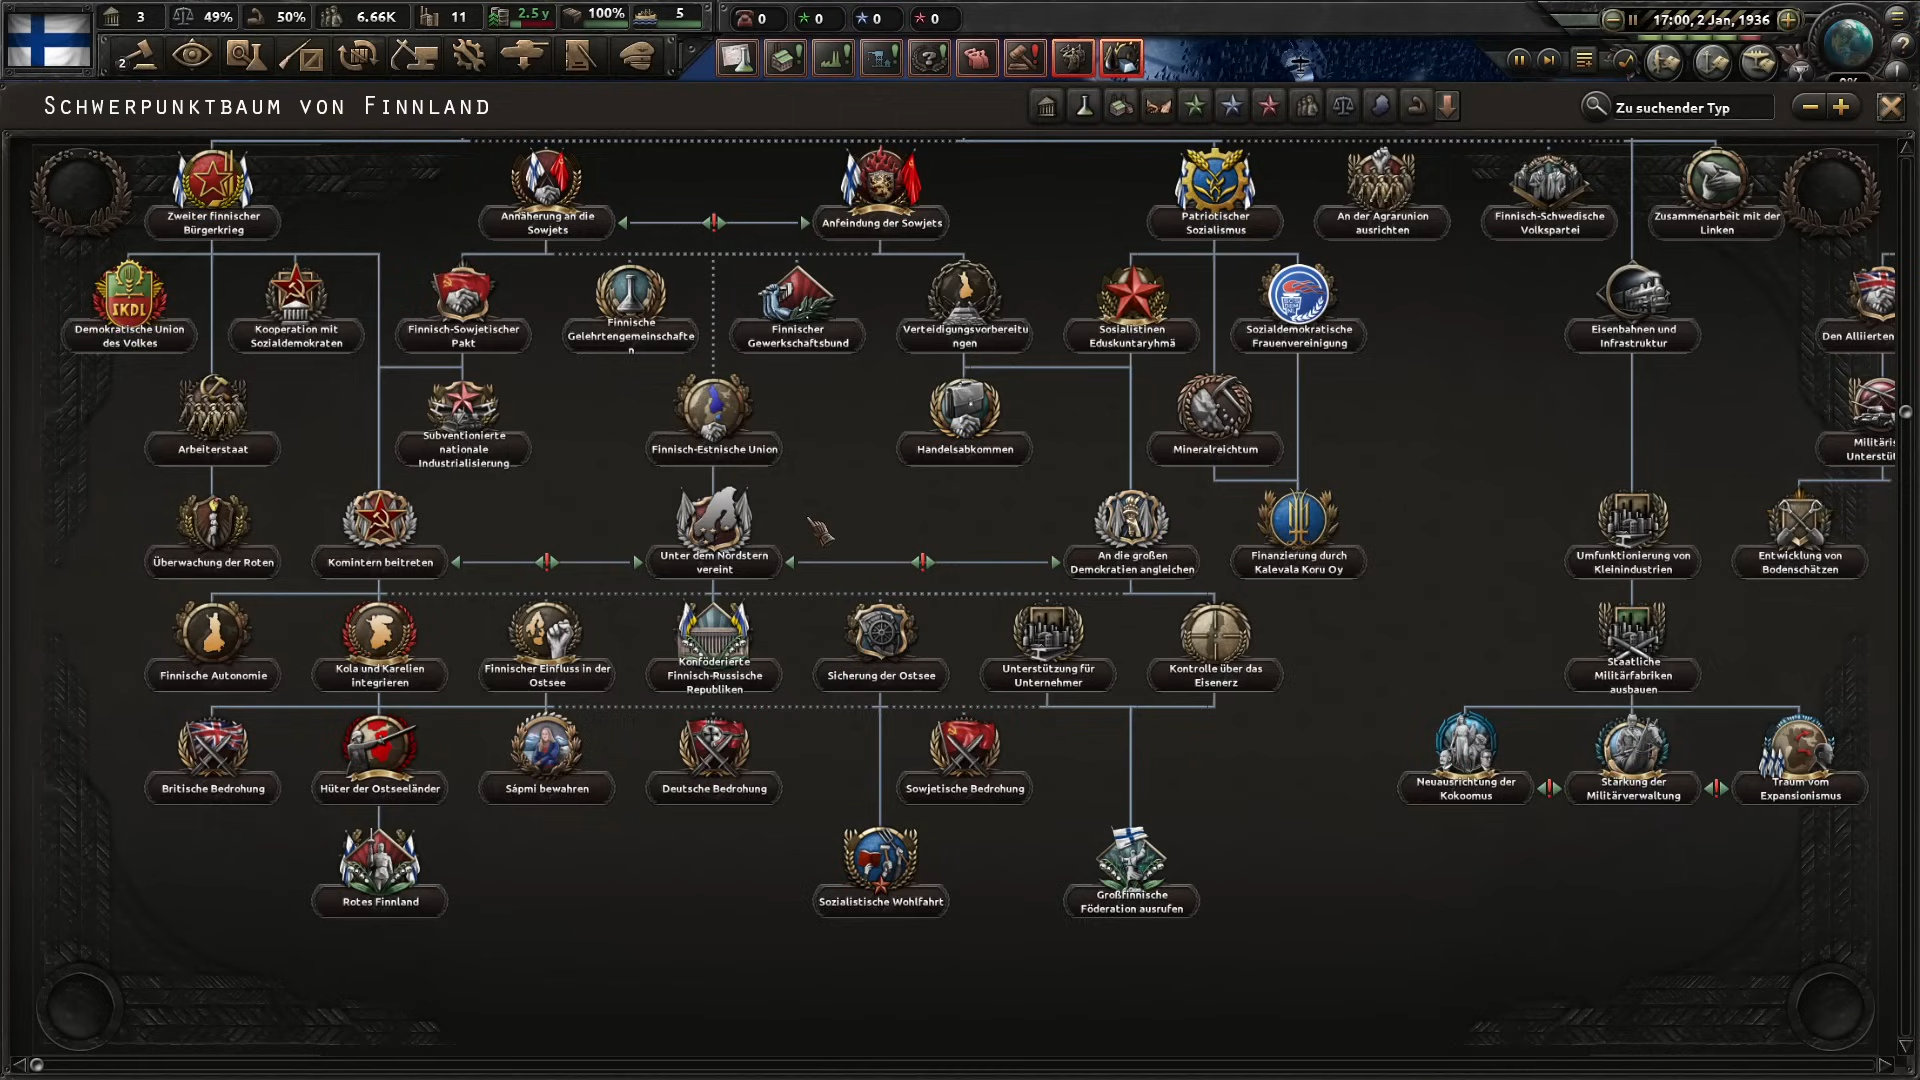 3 49% 50% 6.66K 11 2.5 y 100% 5 0 0 0 0 17:00, 2 Jan, 1936
2
SCHWERPUNKTBAUM VON FINNLAND Zu suchender Typ
Zweiter finnischer
Bürgerkrieg
Annäherung an die
Sowjets
Anfeindung der Sowjets
Patriotischer
Sozialismus
An der Agrarunion
ausrichten
Finnisch-Schwedische
Volkspartei
Zusammenarbeit mit der
Linken
SKDL
Demokratische Union
des Volkes
Kooperation mit
Sozialdemokraten
Finnisch-Sowjetischer
Pakt
Finnische
Gelehrtengemeinschafte
n
Finnischer
Gewerkschaftsbund
Verteidigungsvorbereitu
ngen
Sosialistinen
Eduskuntaryhmä
Sozialdemokratische
Frauenvereinigung
Eisenbahnen und
Infrastruktur
Den Alliierten
Arbeiterstaat
Subventionierte
nationale
Industrialisierung
Finnisch-Estnische Union
Handelsabkommen
Mineralreichtum
Militäris
Unterstüt
Überwachung der Roten
Komintern beitreten
Unter dem Nordstern
vereint
An die großen
Demokratien angleichen
Finanzierung durch
Kalevala Koru Oy
Umfunktionierung von
Kleinindustrien
Entwicklung von
Bodenschätzen
Finnische Autonomie
Kola und Karelien
integrieren
Finnischer Einfluss in der
Ostsee
Konföderierte
Finnisch-Russische
Republiken
Sicherung der Ostsee
Unterstützung für
Unternehmer
Kontrolle über das
Eisenerz
Staatliche
Militärfabriken
ausbauen
Britische Bedrohung
Hüter der Ostseeländer
Sápmi bewahren
Deutsche Bedrohung
Sowjetische Bedrohung
Neuausrichtung der
Kokoomus
Stärkung der
Militärverwaltung
Traum vom
Expansionismus
Rotes Finnland
Sozialistische Wohlfahrt
Großfinnische
Föderation ausrufen